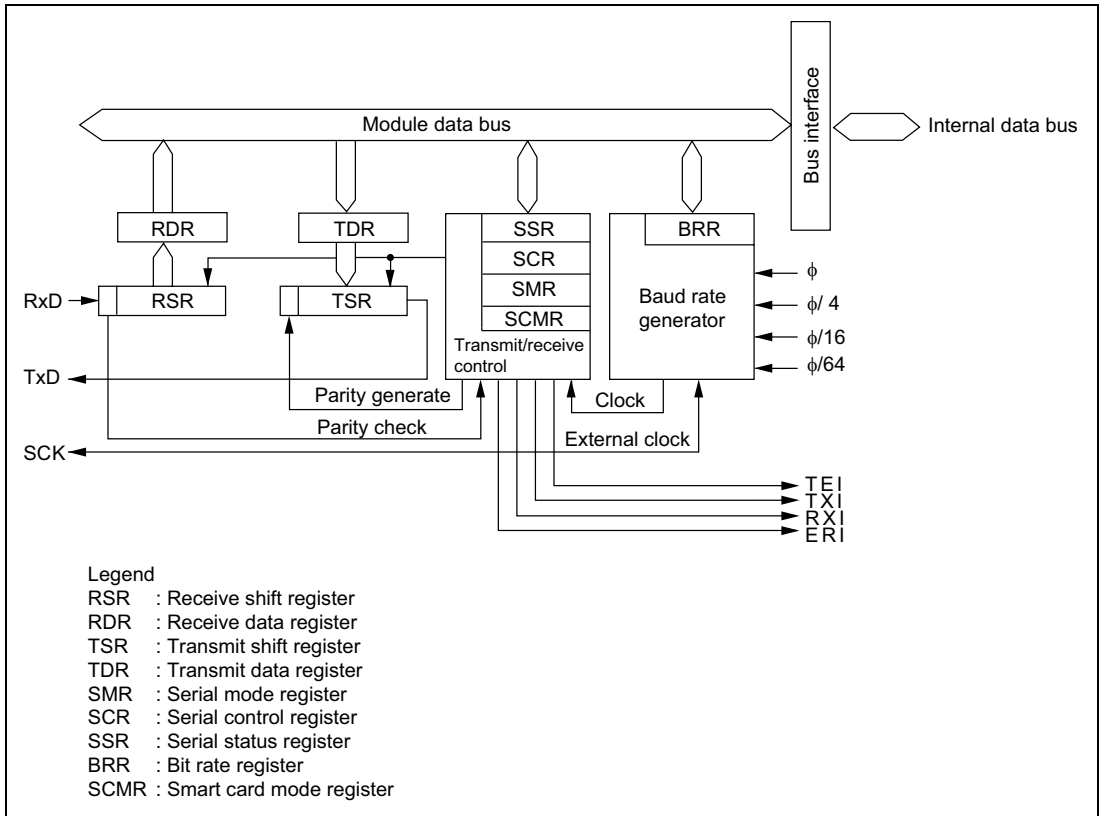 Module data bus
Bus interface
Internal data bus
RDR
TDR
SSR
BRR
SCR
SMR
SCMR
Transmit/receive
control
Baud rate
generator
ϕ
ϕ/ 4
ϕ/16
ϕ/64
RxD
RSR
TSR
TxD
Parity generate
Clock
Parity check
External clock
SCK
TEI
TXI
RXI
ERI
Legend
RSR : Receive shift register
RDR : Receive data register
TSR : Transmit shift register
TDR : Transmit data register
SMR : Serial mode register
SCR : Serial control register
SSR : Serial status register
BRR : Bit rate register
SCMR : Smart card mode register